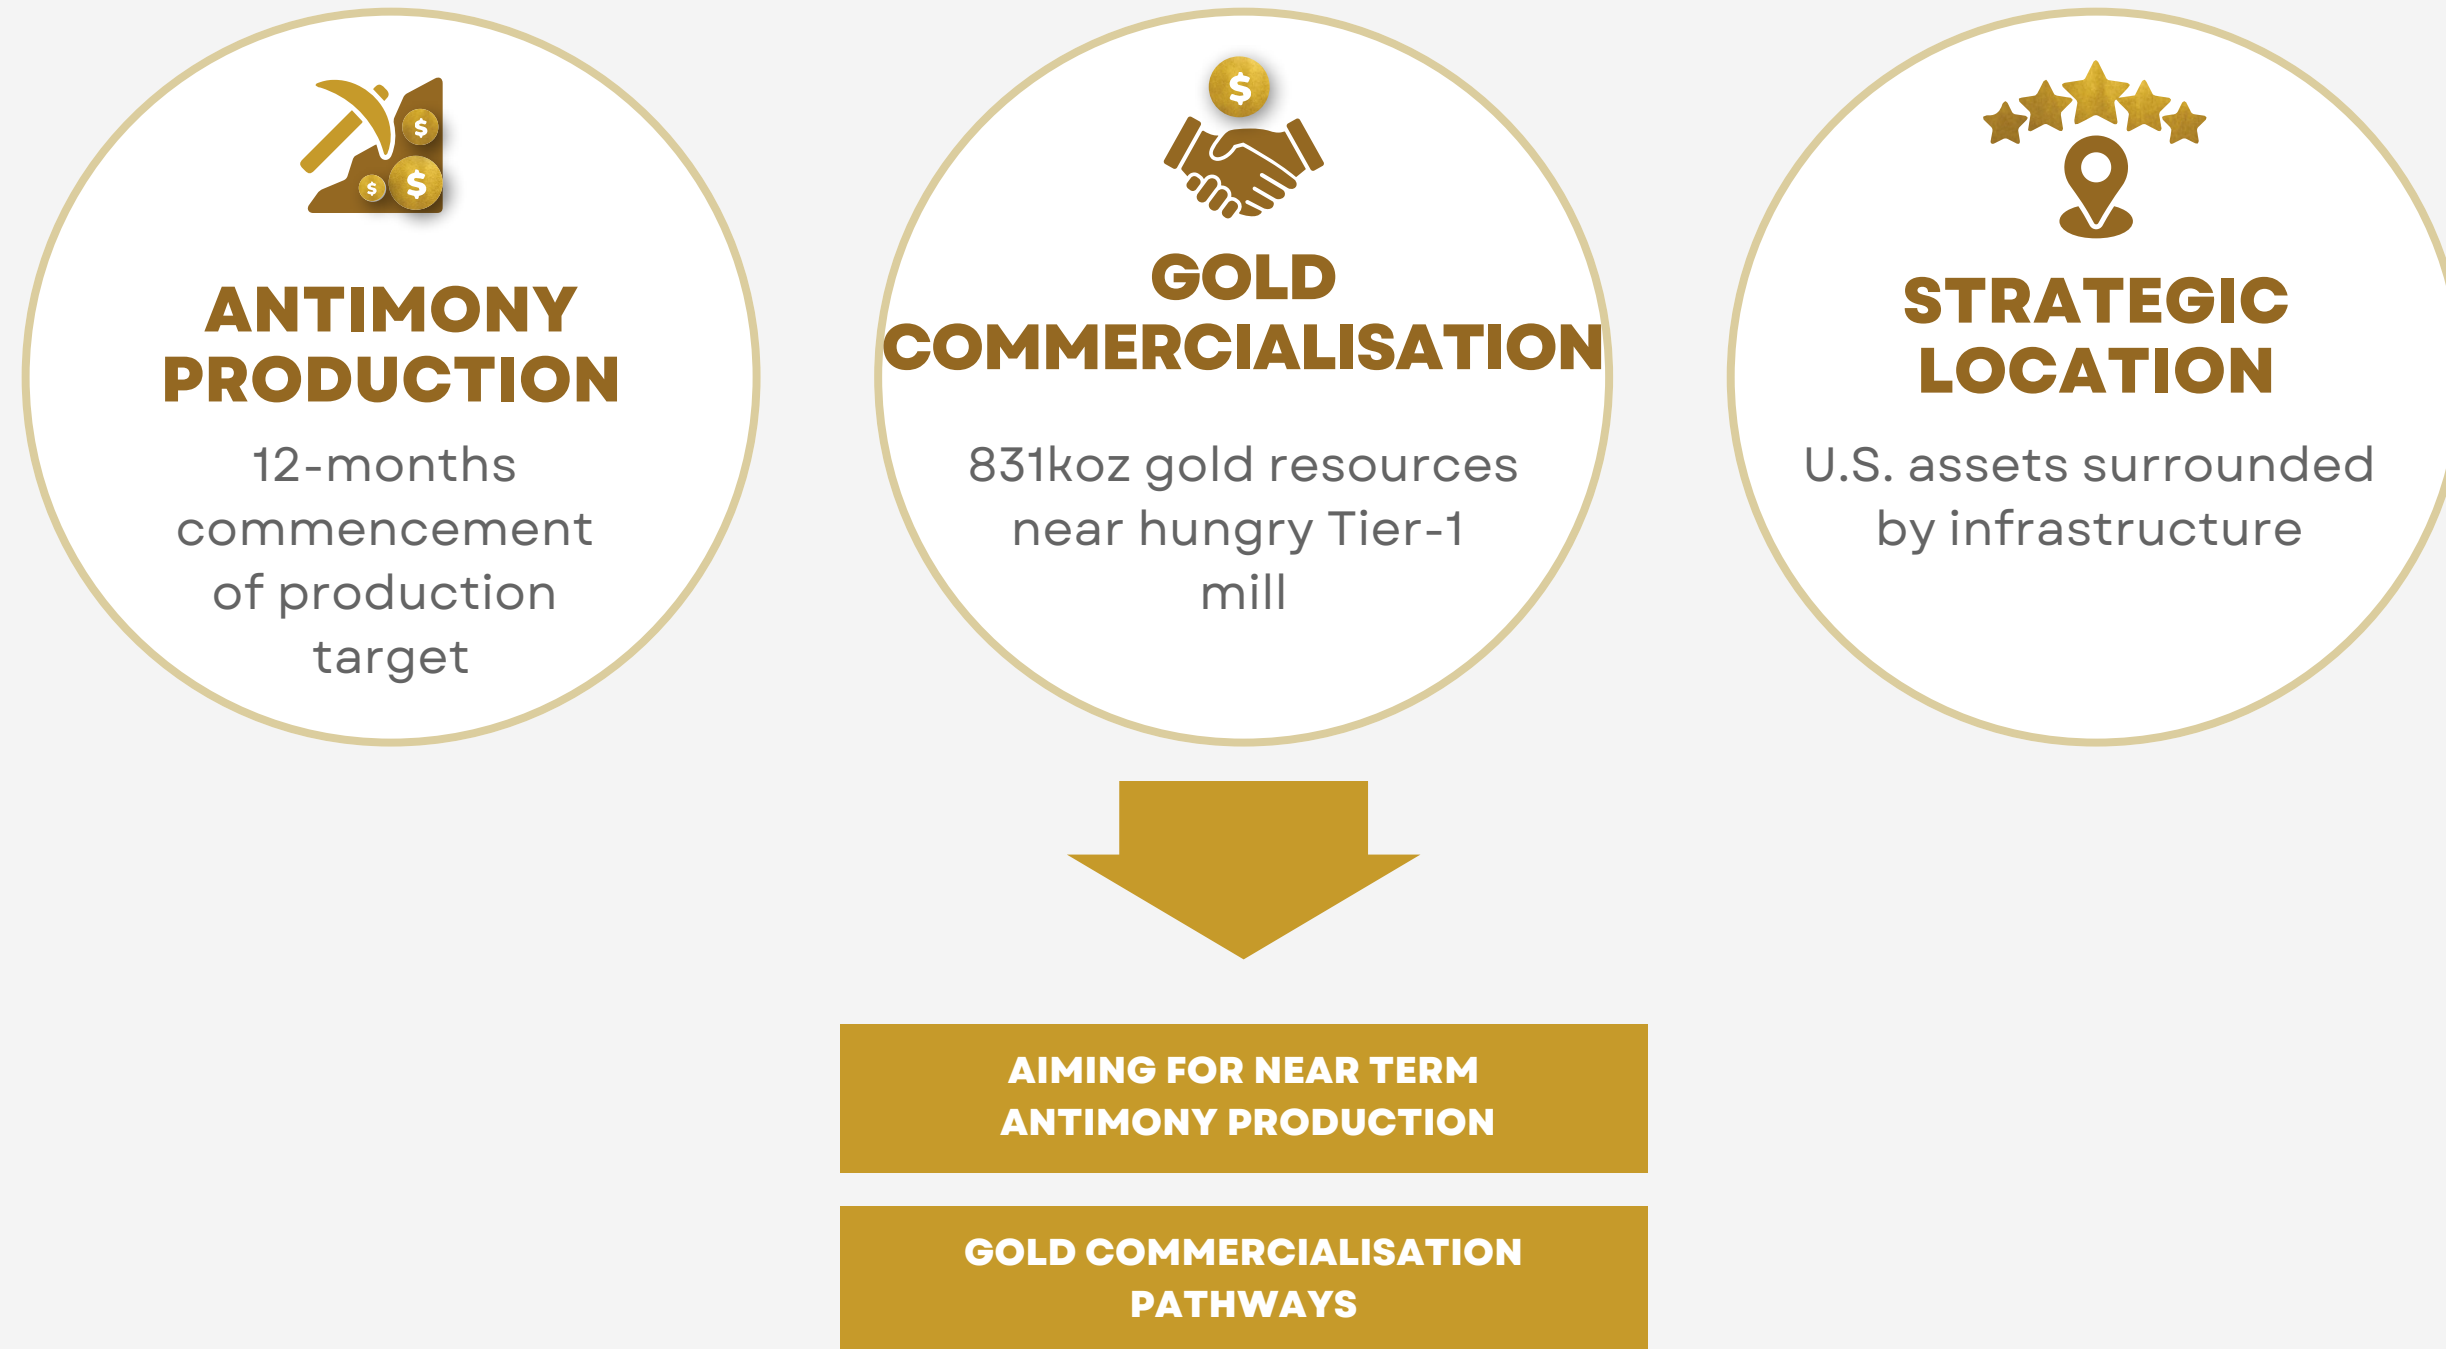 ANTIMONY
PRODUCTION
12-months
commencement
of production
target
GOLD
COMMERCIALISATION
831koz gold resources
near hungry Tier-1
mill
STRATEGIC
LOCATION
U.S. assets surrounded
by infrastructure
AIMING FOR NEAR TERM
ANTIMONY PRODUCTION
GOLD COMMERCIALISATION
PATHWAYS